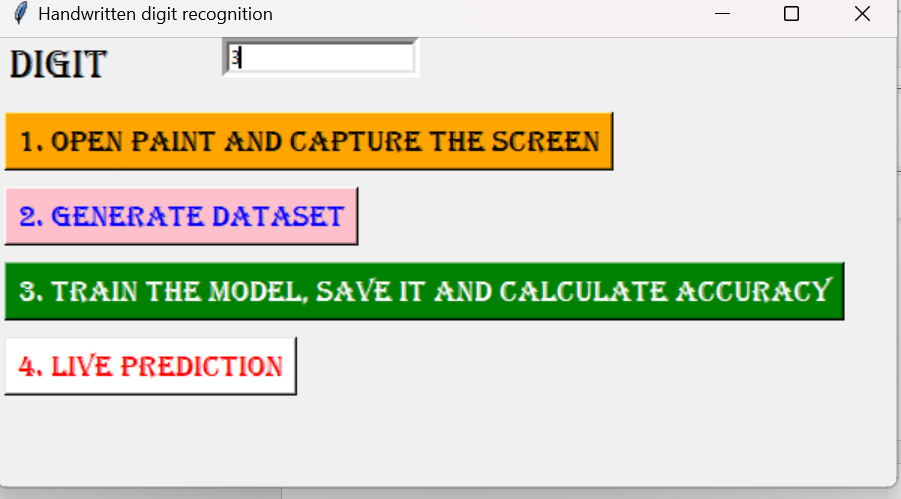 Handwritten digit recognition
DIGIT 3
1. OPEN PAINT AND CAPTURE THE SCREEN
2. GENERATE DATASET
3. TRAIN THE MODEL, SAVE IT AND CALCULATE ACCURACY
4. LIVE PREDICTION